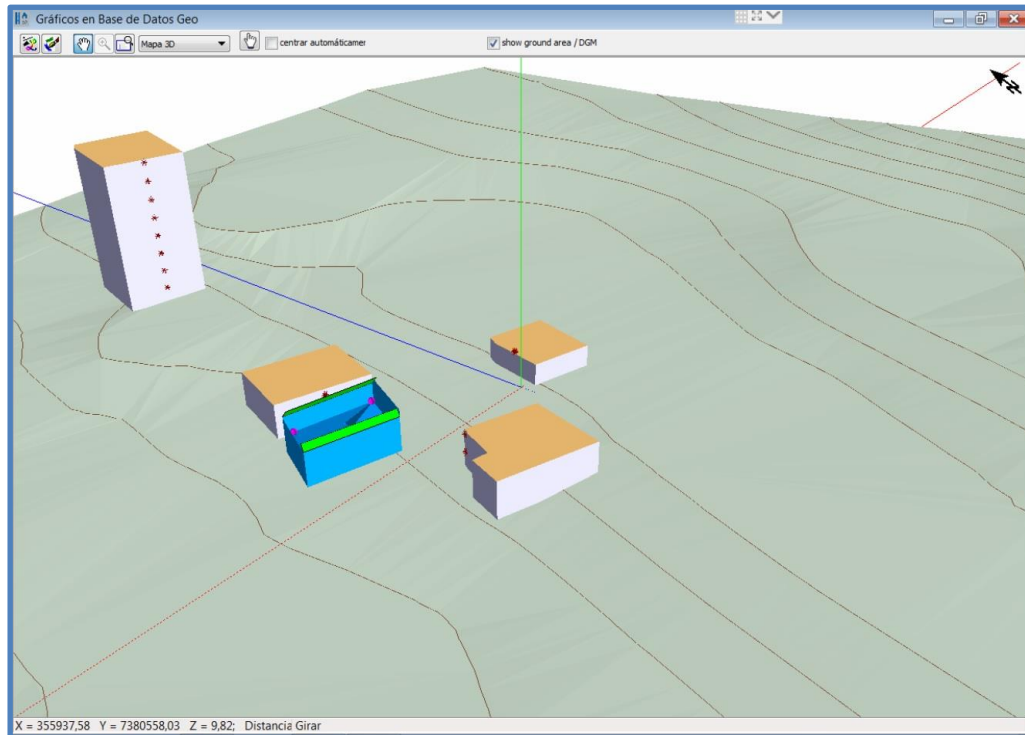 Gráficos en Base de Datos Geo
Mapa 3D
centrar automáticamer
show ground area / DGM
N
X = 355937,58 Y = 7380558,03 Z = 9,82; Distancia Girar